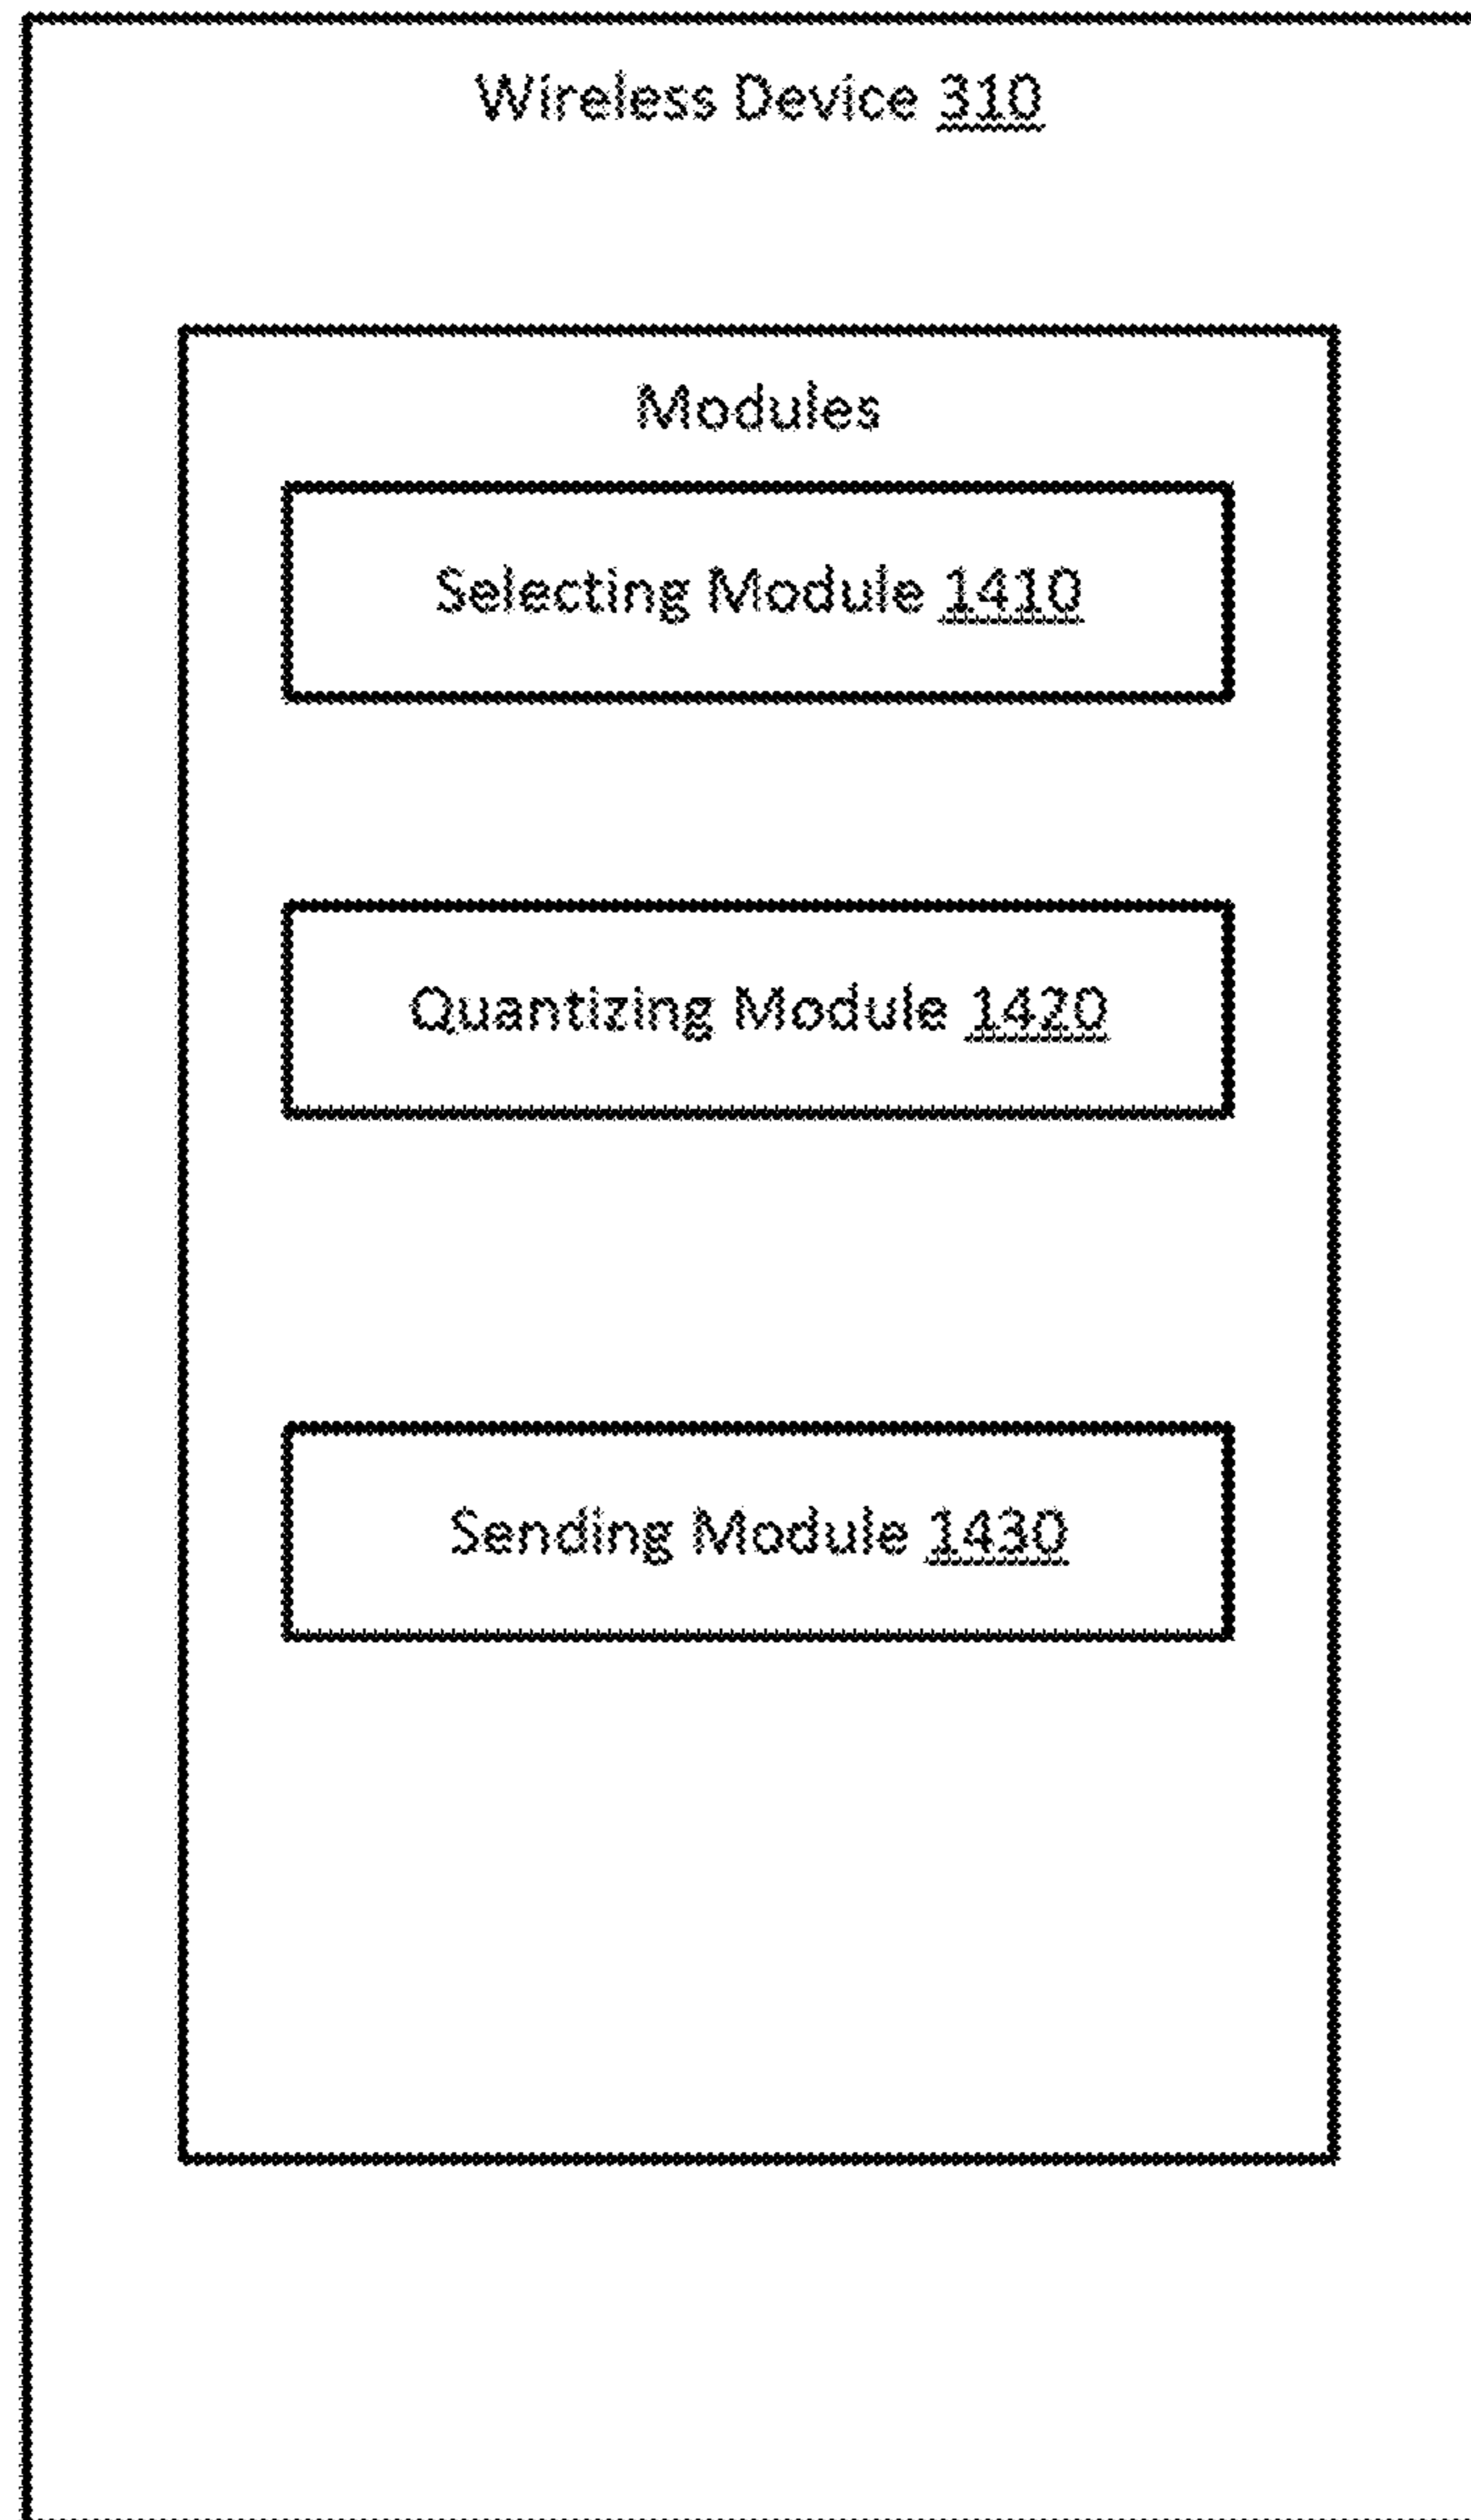 Wireless Device 310
Modules
Selecting Module 1410
Quantizing Module 1420
Sending Module 1430